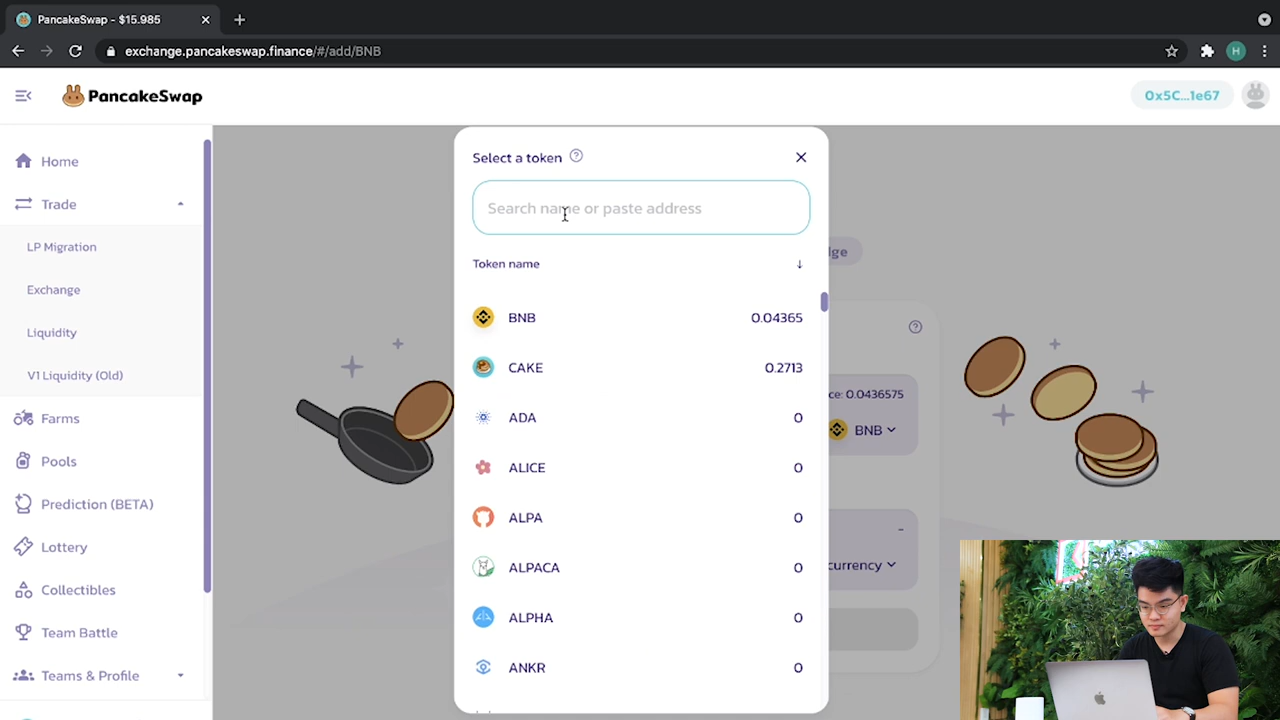 PancakeSwap - $15.985
exchange.pancakeswap.finance/#/add/BNB
H
PancakeSwap
0x5C...1e67
Home
Trade
LP Migration
Exchange
Liquidity
V1 Liquidity (Old)
Farms
Pools
Prediction (BETA)
Lottery
Collectibles
Team Battle
Teams & Profile
Select a token
Search name or paste address
Token name
BNB 0.04365
CAKE 0.2713
ADA 0
ALICE 0
ALPA 0
ALPACA 0
ALPHA 0
ANKR 0
dge
ce: 0.0436575
BNB
-
currency